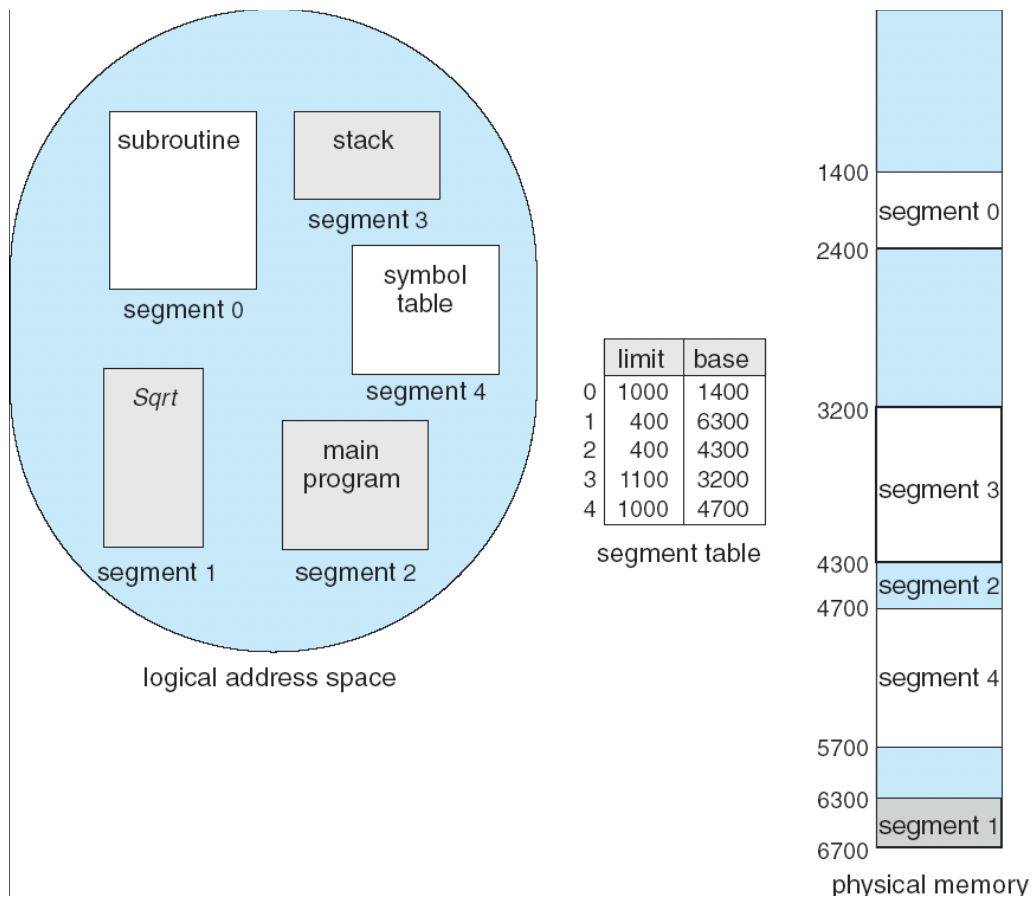 subroutine
segment 0
stack
segment 3
symbol
table
segment 4
Sqrt
segment 1
main
program
segment 2
logical address space
limit base
0 1000 1400
1 400 6300
2 400 4300
3 1100 3200
4 1000 4700
segment table
1400
segment 0
2400
3200
segment 3
4300
segment 2
4700
segment 4
5700
6300
segment 1
6700
physical memory